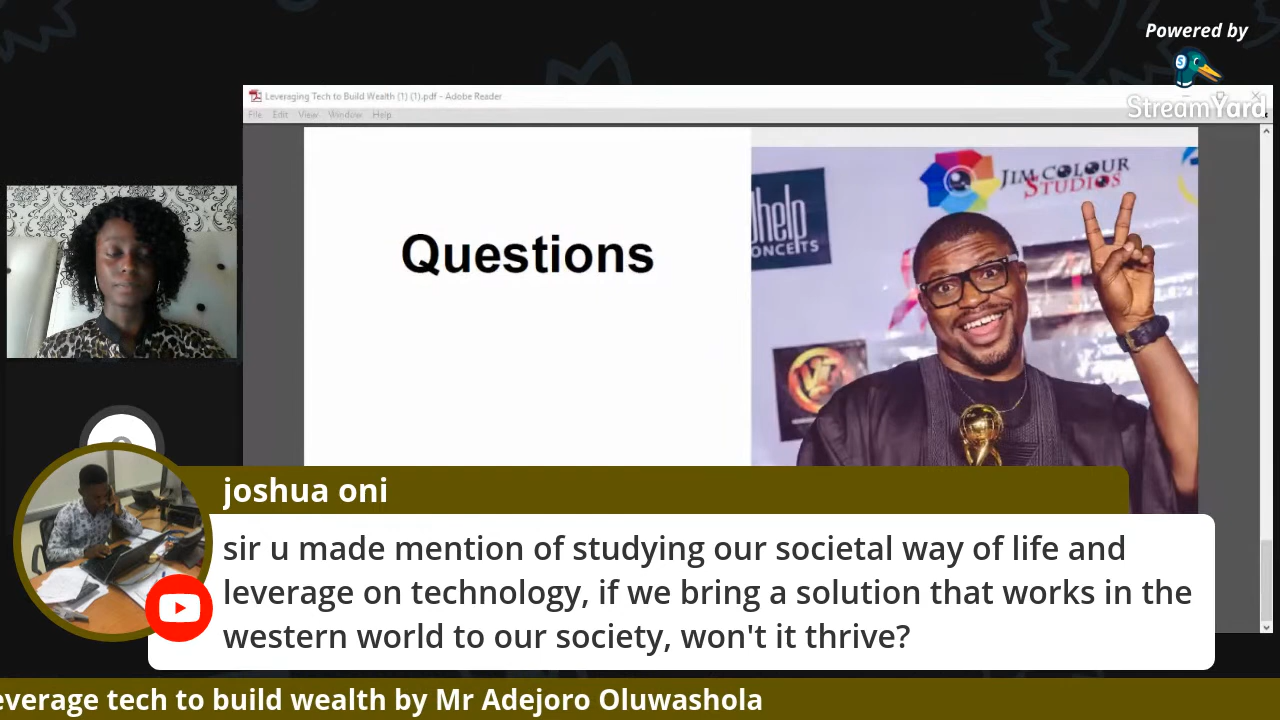 Powered by
StreamYard
Leveraging Tech to Build Wealth (1) (1).pdf - Adobe Reader
File Edit View Window Help
Questions
JIM COLOUR
STUDIOS
help
joshua oni
sir u made mention of studying our societal way of life and
leverage on technology, if we bring a solution that works in the
western world to our society, won't it thrive?
everage tech to build wealth by Mr Adejoro Oluwashola